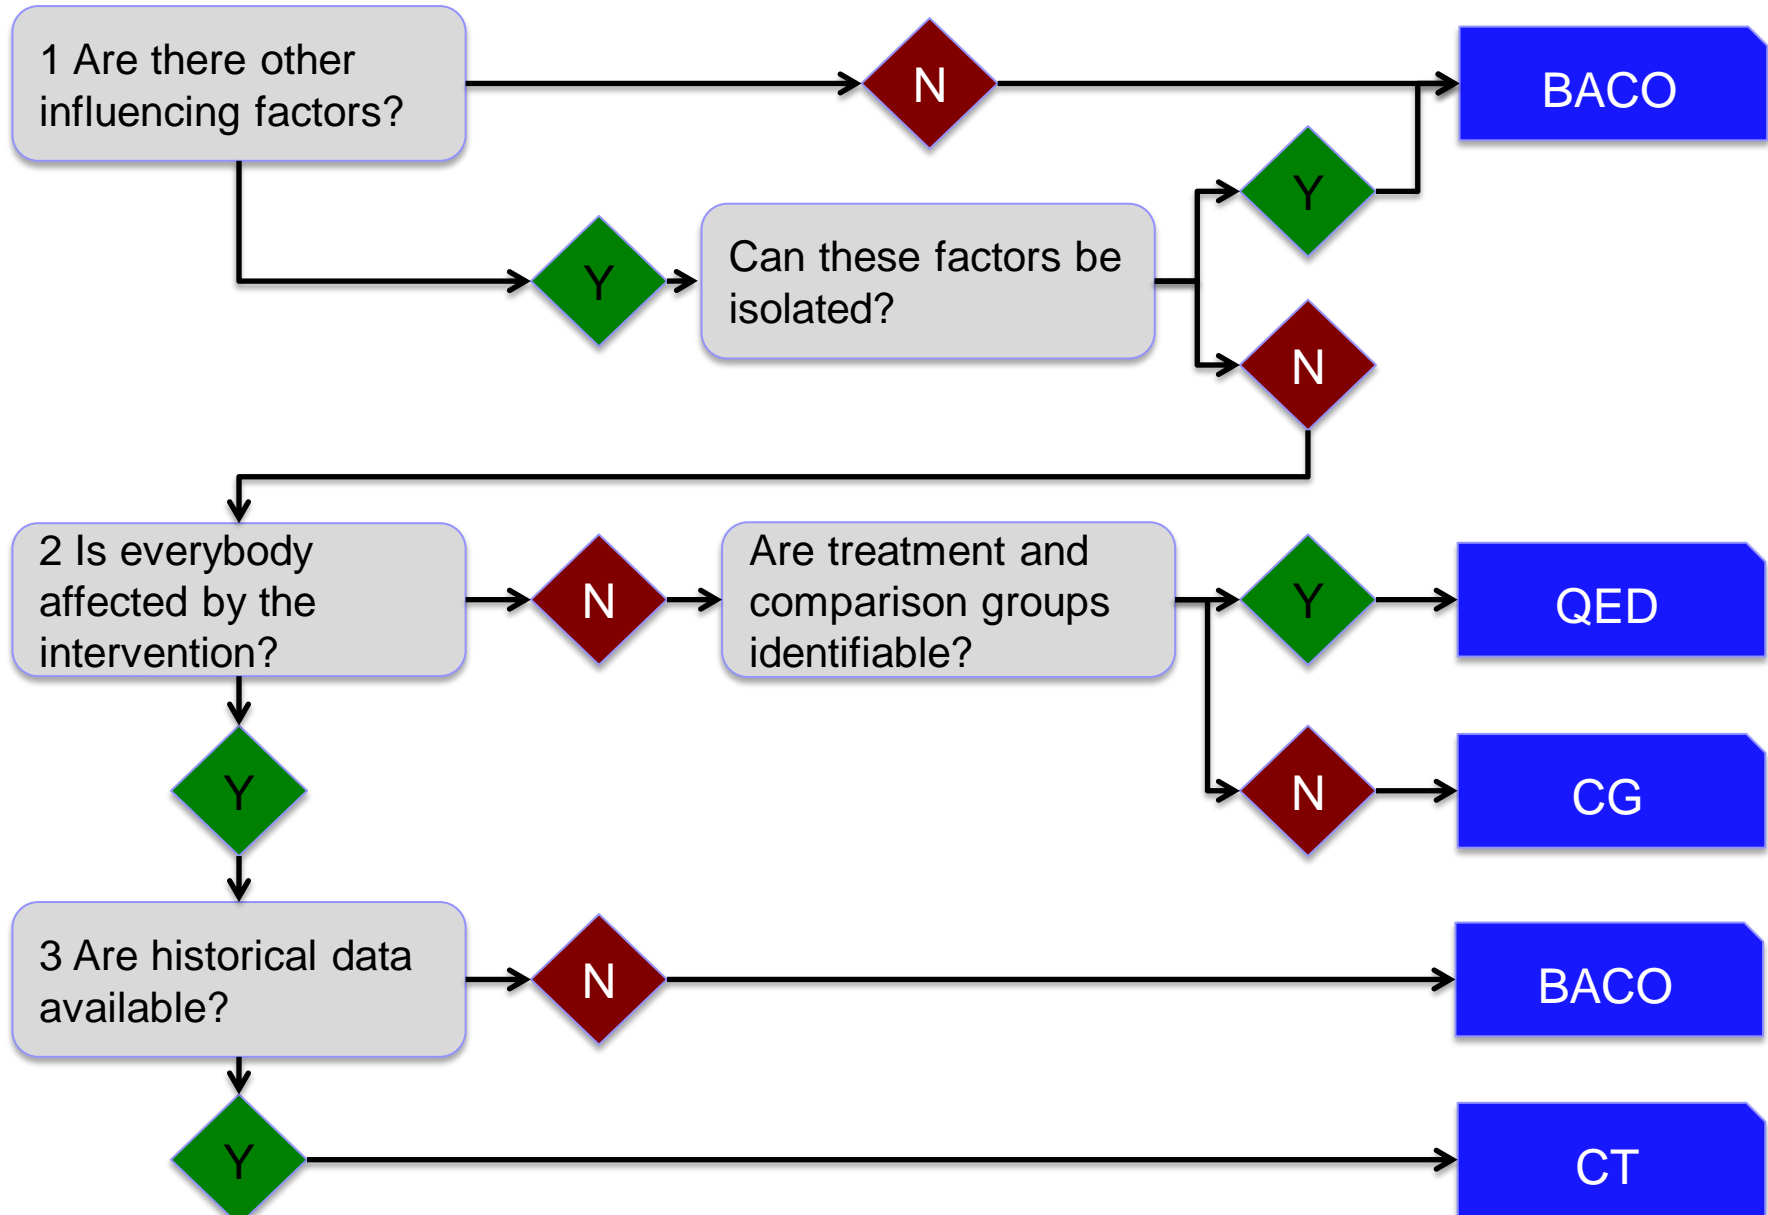 1 Are there other
influencing factors?
N
BACO
Y
Y
Can these factors be
isolated?
N
2 Is everybody
affected by the
intervention?
N
Are treatment and
comparison groups
identifiable?
Y
QED
Y
N
CG
3 Are historical data
available?
N
BACO
Y
CT